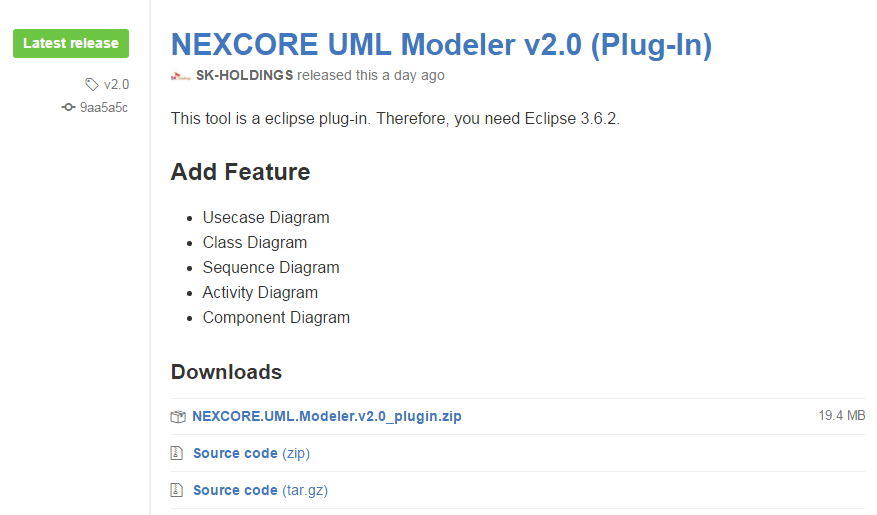 Latest release
v2.0
9aa5a5c
NEXCORE UML Modeler v2.0 (Plug-In)
SK-HOLDINGS released this a day ago
This tool is a eclipse plug-in. Therefore, you need Eclipse 3.6.2.
Add Feature
Usecase Diagram
Class Diagram
Sequence Diagram
Activity Diagram
Component Diagram
Downloads
NEXCORE.UML.Modeler.v2.0_plugin.zip 19.4 MB
Source code (zip)
Source code (tar.gz)